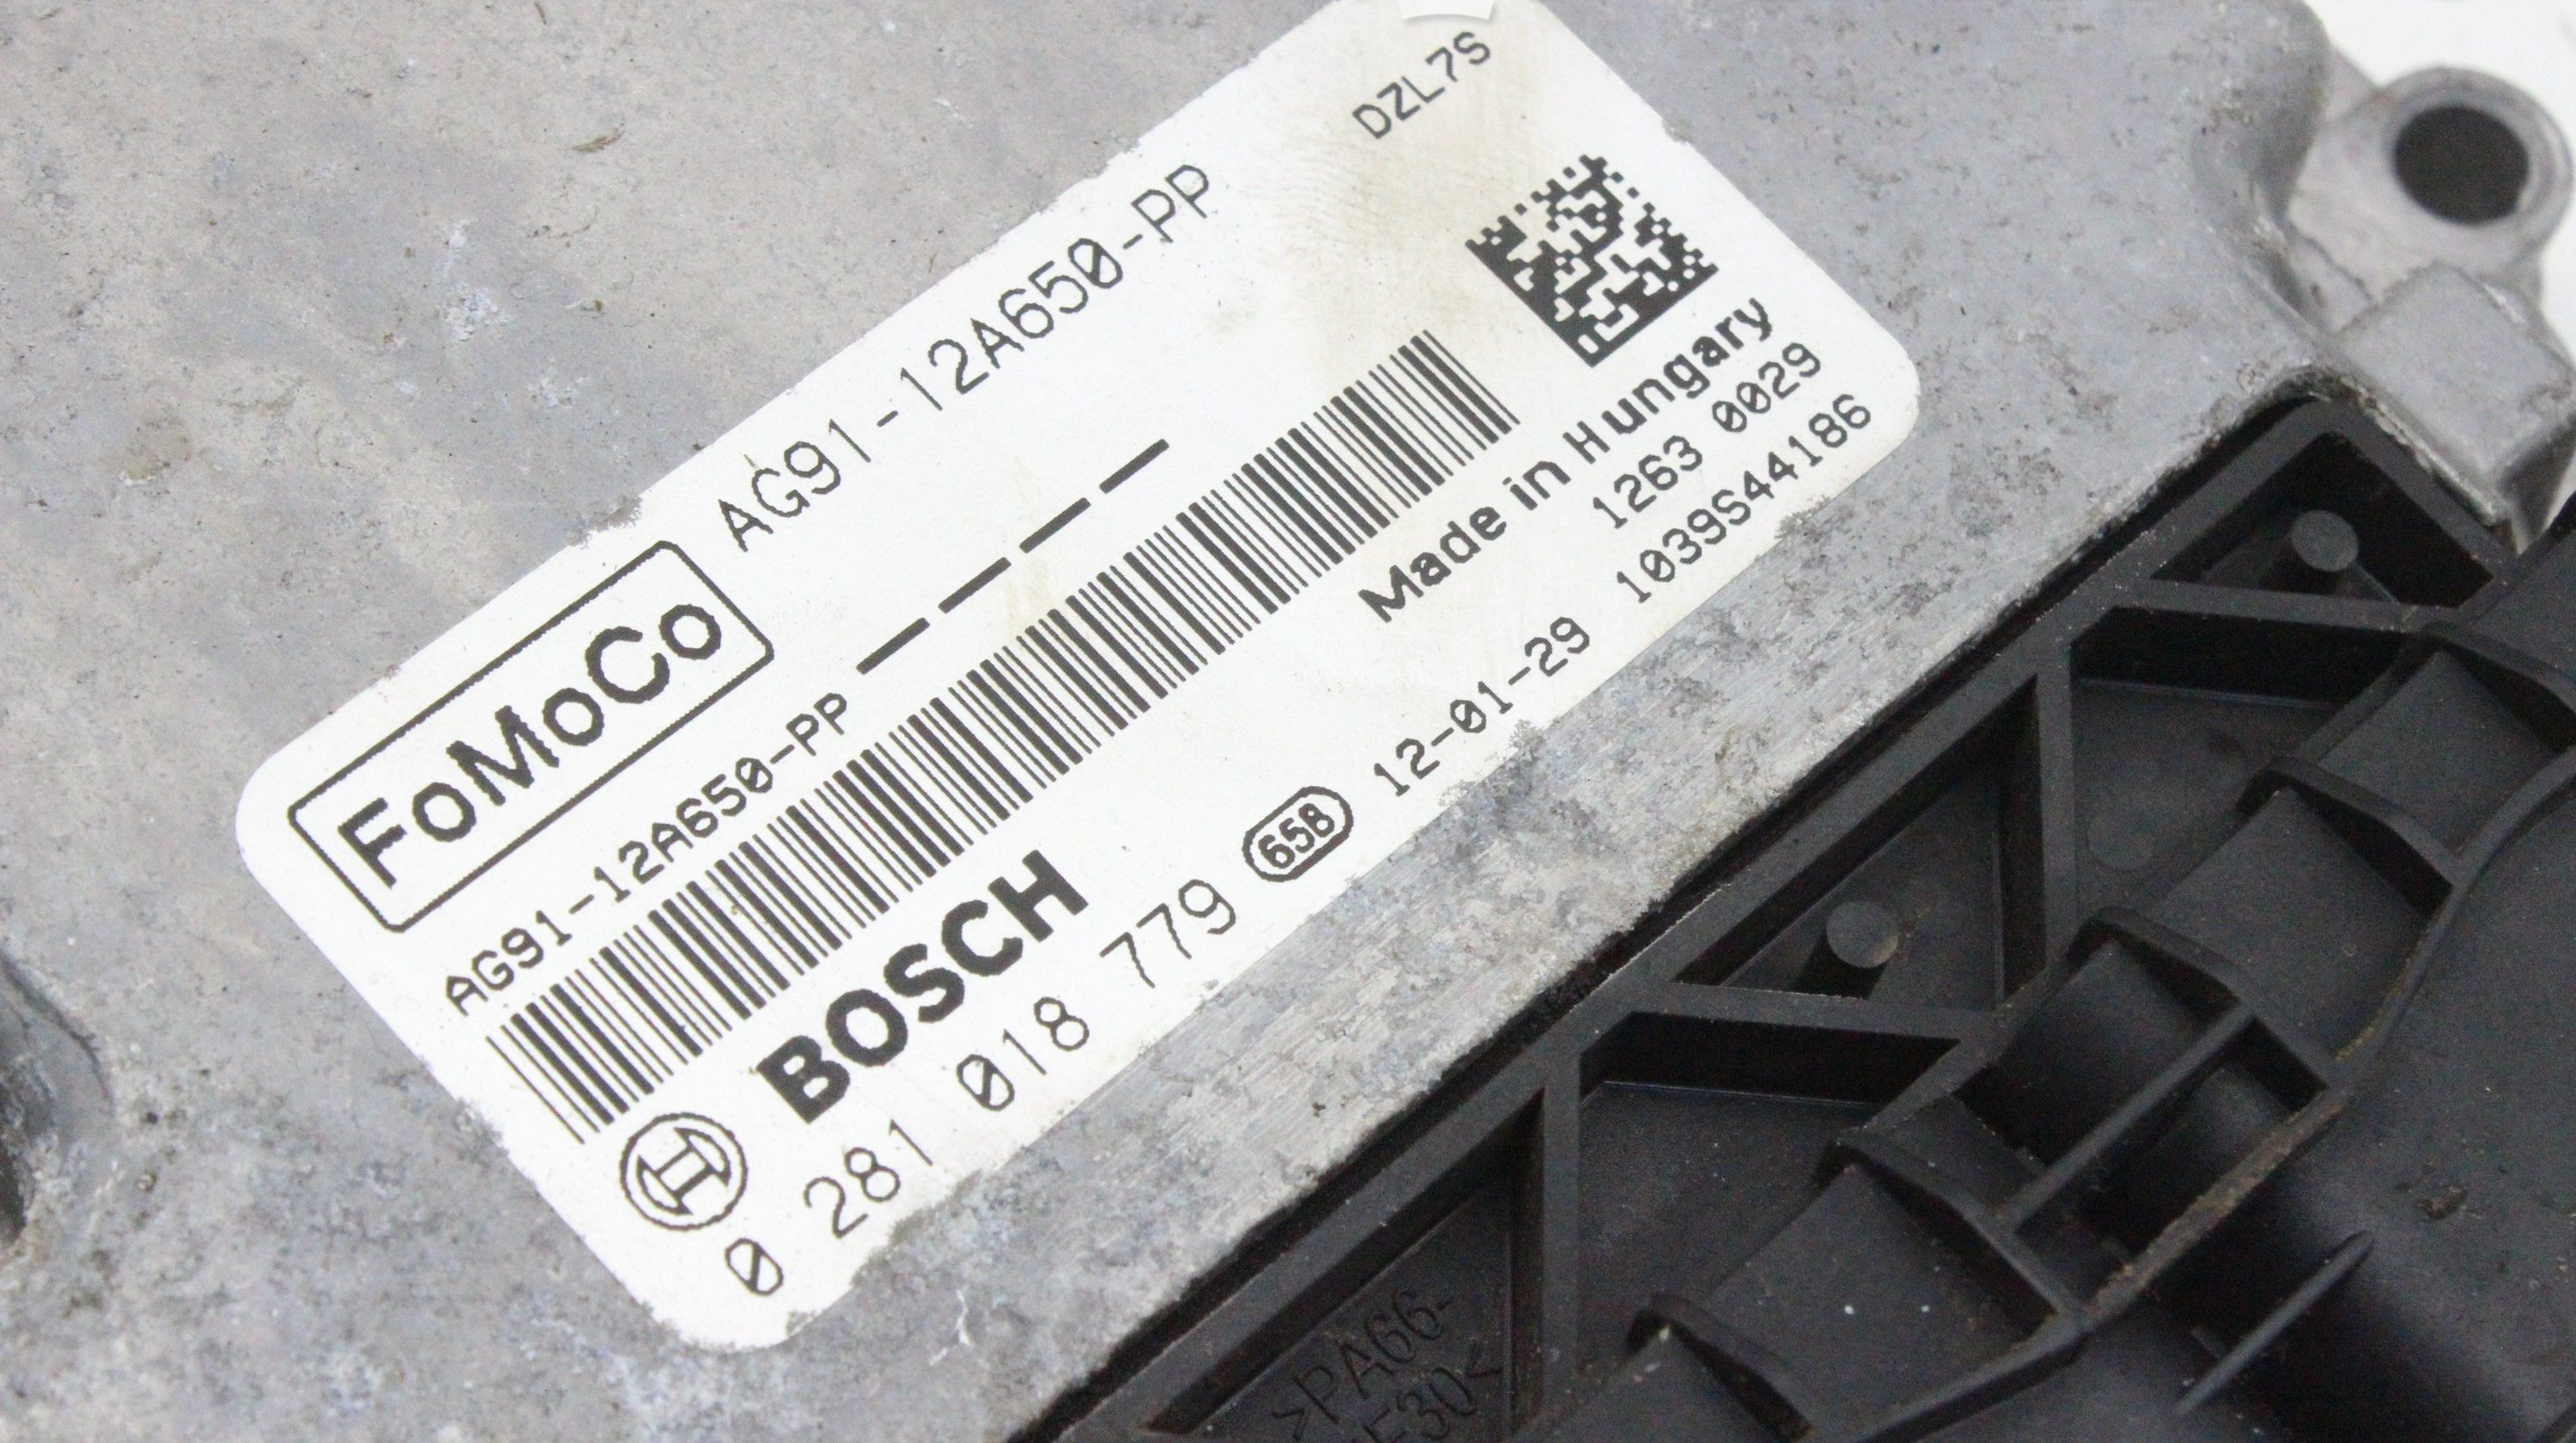 DZL7S
FoMoCo AG91-12A650-PP
AG91-12A650-PP
BOSCH
Made in Hungary
1263 0029
0 281 018 779 658 12-01-29 1039S44186
>PA66-
F30<